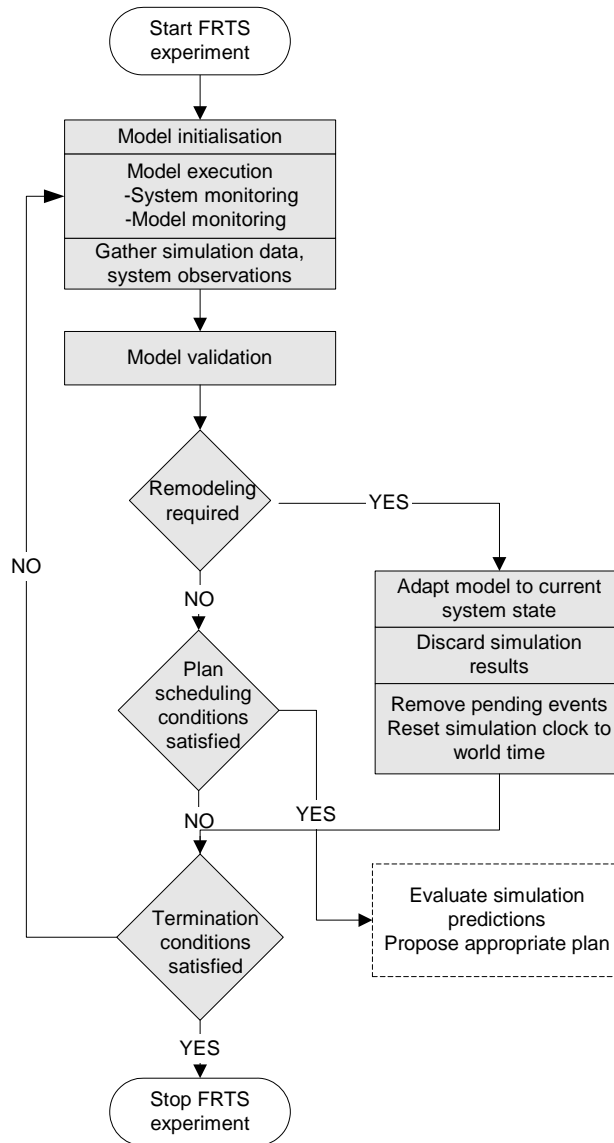 Start FRTS
experiment
Model initialisation
Model execution
-System monitoring
-Model monitoring
Gather simulation data,
system observations
Model validation
Remodeling
required
YES
NO
NO
Adapt model to current
system state
Discard simulation
results
Remove pending events
Reset simulation clock to
world time
Plan
scheduling
conditions
satisfied
YES
NO
Evaluate simulation
predictions
Propose appropriate plan
Termination
conditions
satisfied
YES
Stop FRTS
experiment